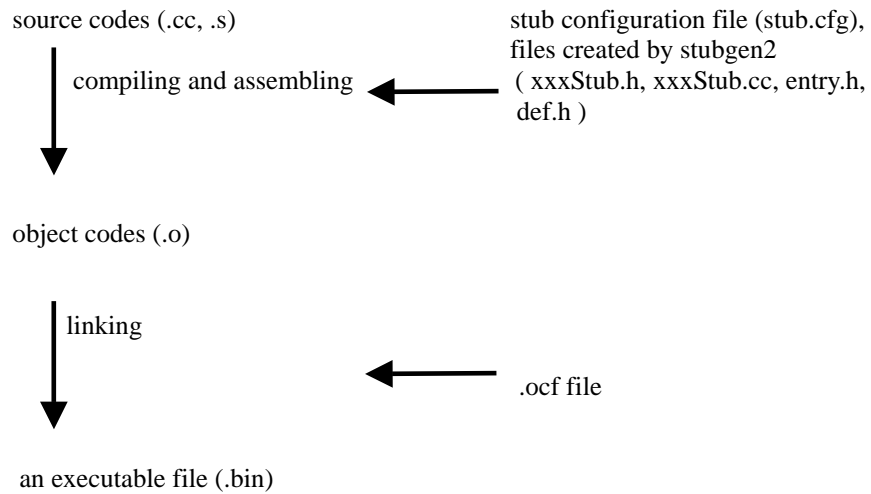 source codes (.cc, .s)
stub configuration file (stub.cfg),
files created by stubgen2
( xxxStub.h, xxxStub.cc, entry.h,
def.h )
compiling and assembling
object codes (.o)
linking
.ocf file
an executable file (.bin)